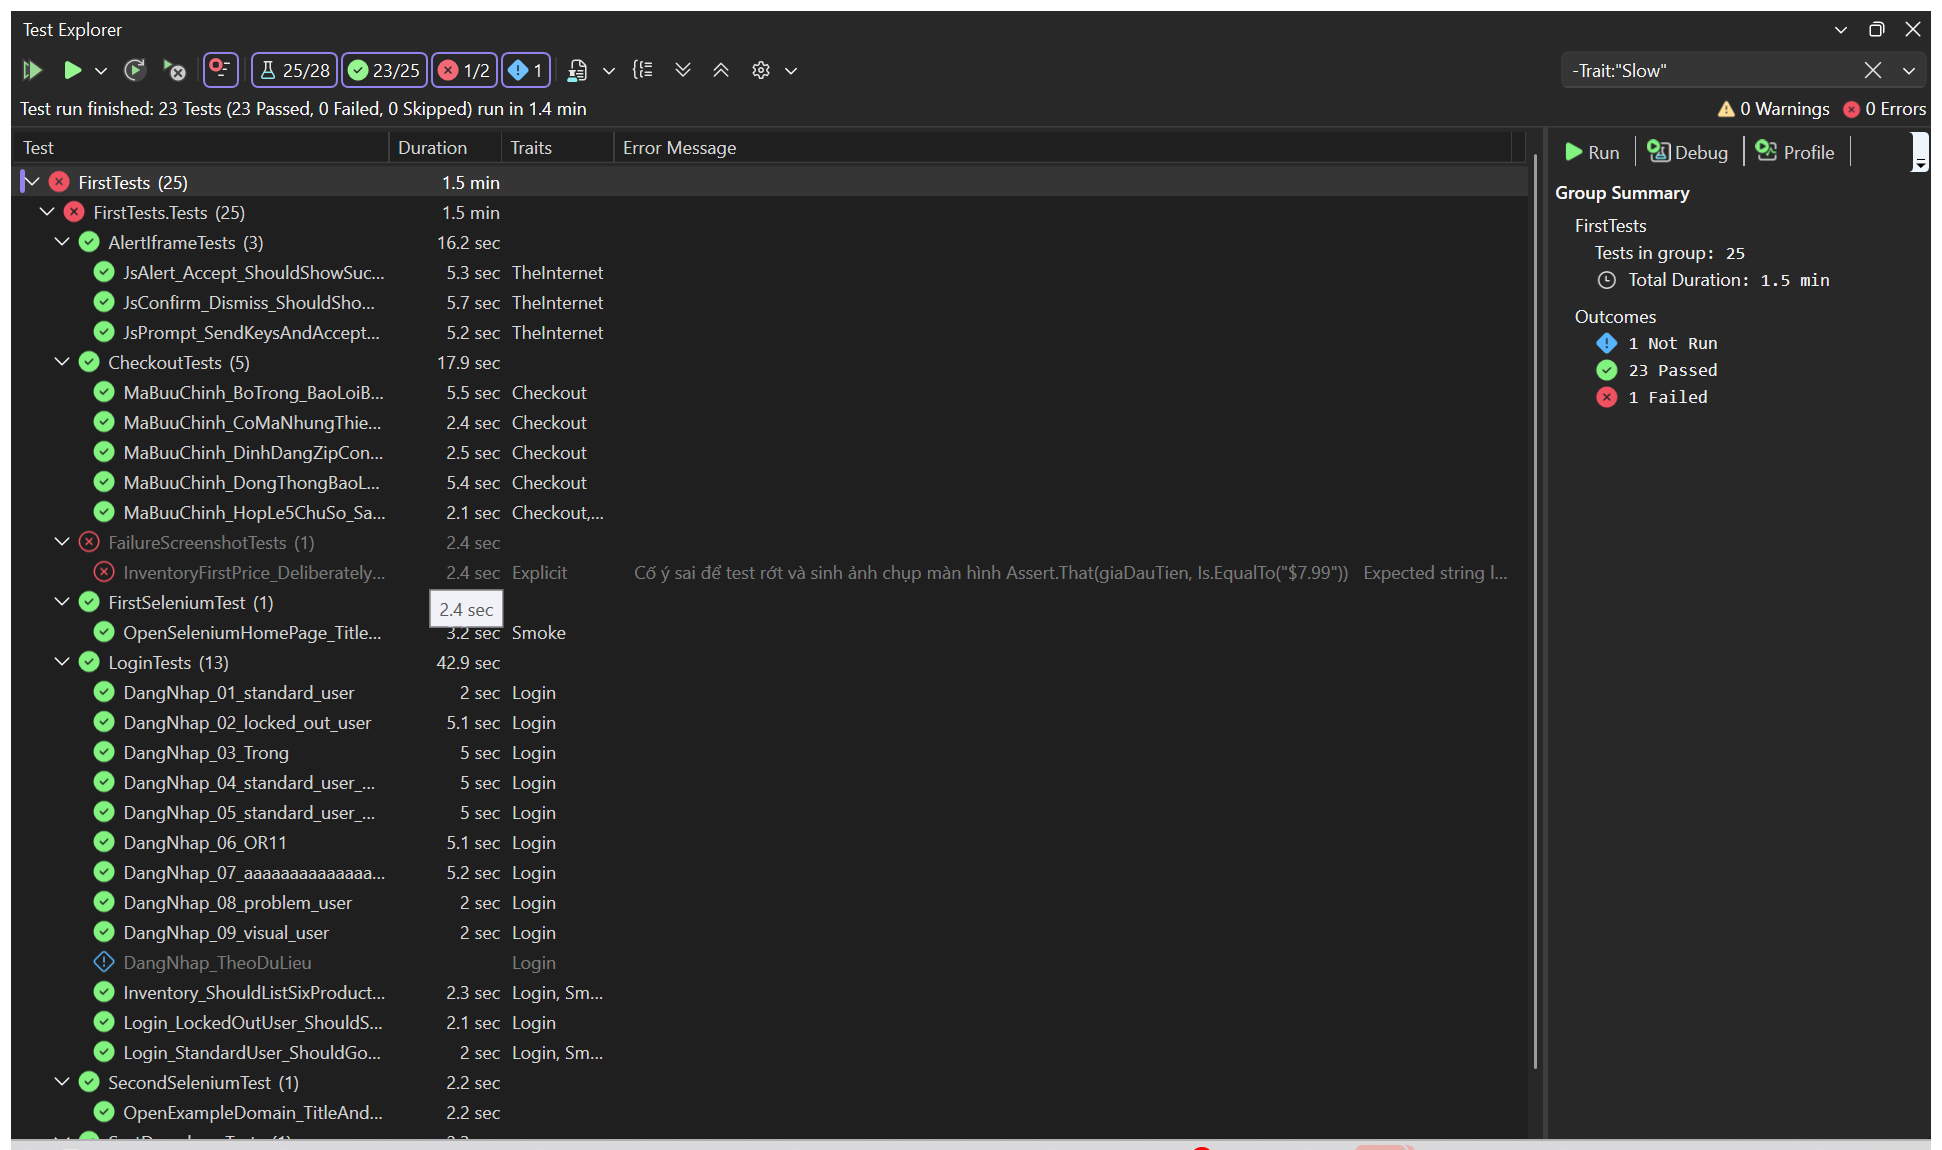 Test Explorer
25/28 23/25 1/2 1 -Trait:"Slow"
Test run finished: 23 Tests (23 Passed, 0 Failed, 0 Skipped) run in 1.4 min 0 Warnings 0 Errors
Test Duration Traits Error Message
FirstTests (25) 1.5 min
FirstTests.Tests (25) 1.5 min
AlertIframeTests (3) 16.2 sec
JsAlert_Accept_ShouldShowSuc... 5.3 sec TheInternet
JsConfirm_Dismiss_ShouldSho... 5.7 sec TheInternet
JsPrompt_SendKeysAndAccept... 5.2 sec TheInternet
CheckoutTests (5) 17.9 sec
MaBuuChinh_BoTrong_BaoLoiB... 5.5 sec Checkout
MaBuuChinh_CoMaNhungThie... 2.4 sec Checkout
MaBuuChinh_DinhDangZipCon... 2.5 sec Checkout
MaBuuChinh_DongThongBaoL... 5.4 sec Checkout
MaBuuChinh_HopLe5ChuSo_Sa... 2.1 sec Checkout,...
FailureScreenshotTests (1) 2.4 sec
InventoryFirstPrice_Deliberately... 2.4 sec Explicit Cố ý sai để test rớt và sinh ảnh chụp màn hình Assert.That(giaDauTien, Is.EqualTo("$7.99")) Expected string l...
FirstSeleniumTest (1)
2.4 sec
OpenSeleniumHomePage_Title... 3.2 sec Smoke
LoginTests (13) 42.9 sec
DangNhap_01_standard_user 2 sec Login
DangNhap_02_locked_out_user 5.1 sec Login
DangNhap_03_Trong 5 sec Login
DangNhap_04_standard_user_... 5 sec Login
DangNhap_05_standard_user_... 5 sec Login
DangNhap_06_OR11 5.1 sec Login
DangNhap_07_aaaaaaaaaaaaaa... 5.2 sec Login
DangNhap_08_problem_user 2 sec Login
DangNhap_09_visual_user 2 sec Login
DangNhap_TheoDuLieu Login
Inventory_ShouldListSixProduct... 2.3 sec Login, Sm...
Login_LockedOutUser_ShouldS... 2.1 sec Login
Login_StandardUser_ShouldGo... 2 sec Login, Sm...
SecondSeleniumTest (1) 2.2 sec
OpenExampleDomain_TitleAnd... 2.2 sec
Run Debug Profile
Group Summary
FirstTests
Tests in group: 25
Total Duration: 1.5 min
Outcomes
1 Not Run
23 Passed
1 Failed